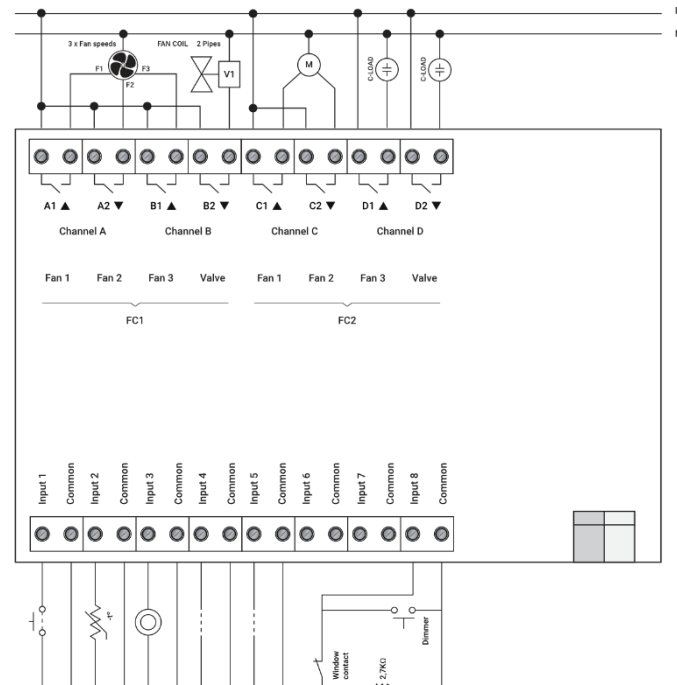 3 x Fan speeds
FAN COIL 2 Pipes
F1
F3
F2
V1
M
C-LOAD
C-LOAD
A1 ▲ A2 ▼ B1 ▲ B2 ▼ C1 ▲ C2 ▼ D1 ▲ D2 ▼
Channel A Channel B Channel C Channel D
Fan 1 Fan 2 Fan 3 Valve Fan 1 Fan 2 Fan 3 Valve
FC1 FC2
Input 1
Common
Input 2
Common
Input 3
Common
Input 4
Common
Input 5
Common
Input 6
Common
Input 7
Common
Input 8
Common
-t°
Window
contact
2,7KΩ
Dimmer